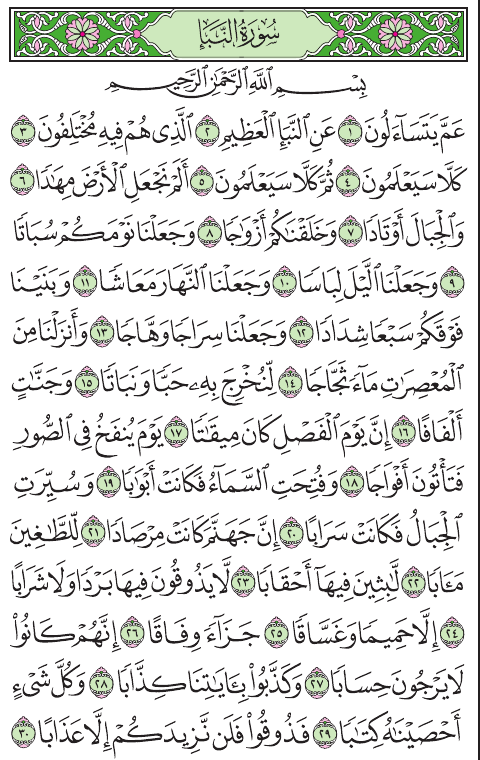 سُورَةُ النَّبَإِ
بِسْمِ ٱللَّهِ ٱلرَّحْمَٰنِ ٱلرَّحِيمِ
عَمَّ يَتَسَآءَلُونَ ١ عَنِ ٱلنَّبَإِ ٱلْعَظِيمِ ٢ ٱلَّذِى هُمْ فِيهِ مُخْتَلِفُونَ ٣
كَلَّا سَيَعْلَمُونَ ٤ ثُمَّ كَلَّا سَيَعْلَمُونَ ٥ أَلَمْ نَجْعَلِ ٱلْأَرْضَ مِهَٰدًا ٦
وَٱلْجِبَالَ أَوْتَادًا ٧ وَخَلَقْنَٰكُمْ أَزْوَٰجًا ٨ وَجَعَلْنَا نَوْمَكُمْ سُبَاتًا
٩ وَجَعَلْنَا ٱلَّيْلَ لِبَاسًا ١٠ وَجَعَلْنَا ٱلنَّهَارَ مَعَاشًا ١١ وَبَنَيْنَا
فَوْقَكُمْ سَبْعًا شِدَادًا ١٢ وَجَعَلْنَا سِرَاجًا وَهَّاجًا ١٣ وَأَنزَلْنَا مِنَ
ٱلْمُعْصِرَٰتِ مَآءً ثَجَّاجًا ١٤ لِّنُخْرِجَ بِهِۦ حَبًّا وَنَبَاتًا ١٥ وَجَنَّٰتٍ
أَلْفَافًا ١٦ إِنَّ يَوْمَ ٱلْفَصْلِ كَانَ مِيقَٰتًا ١٧ يَوْمَ يُنفَخُ فِى ٱلصُّورِ
فَتَأْتُونَ أَفْوَاجًا ١٨ وَفُتِحَتِ ٱلسَّمَآءُ فَكَانَتْ أَبْوَٰبًا ١٩ وَسُيِّرَتِ
ٱلْجِبَالُ فَكَانَتْ سَرَابًا ٢٠ إِنَّ جَهَنَّمَ كَانَتْ مِرْصَادًا ٢١ لِّلطَّٰغِينَ
مَـَٔابًا ٢٢ لَّٰبِثِينَ فِيهَآ أَحْقَابًا ٢٣ لَّا يَذُوقُونَ فِيهَا بَرْدًا وَلَا شَرَابًا
٢٤ إِلَّا حَمِيمًا وَغَسَّاقًا ٢٥ جَزَآءً وِفَاقًا ٢٦ إِنَّهُمْ كَانُوا۟
لَا يَرْجُونَ حِسَابًا ٢٧ وَكَذَّبُوا۟ بِـَٔايَٰتِنَا كِذَّابًا ٢٨ وَكُلَّ شَىْءٍ
أَحْصَيْنَٰهُ كِتَٰبًا ٢٩ فَذُوقُوا۟ فَلَن نَّزِيدَكُمْ إِلَّا عَذَابًا ٣٠